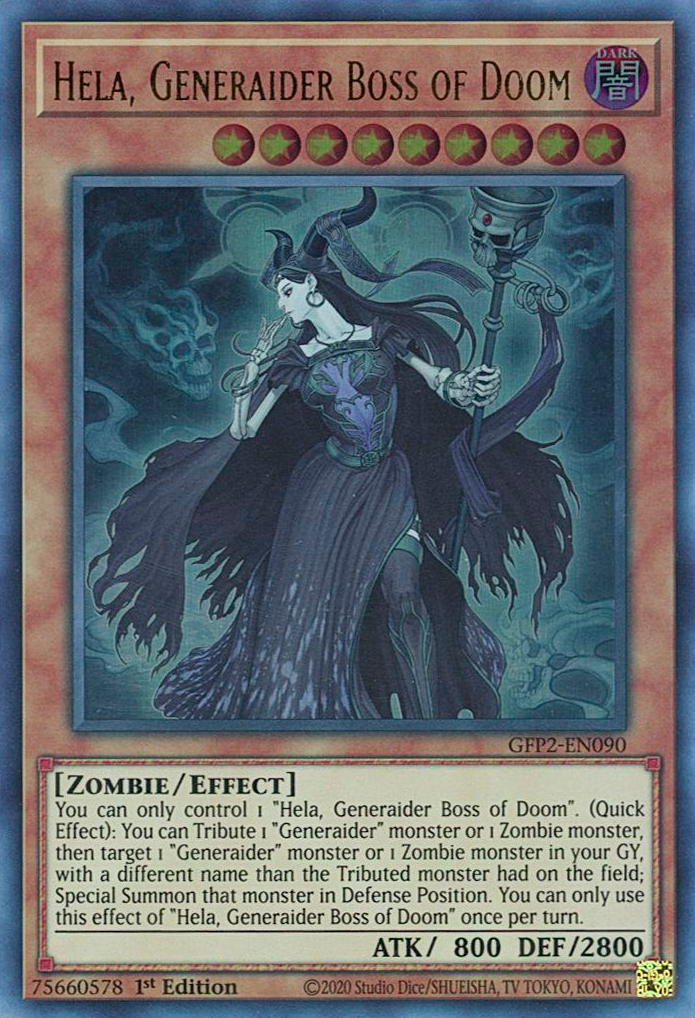 HELA, GENERAIDER BOSS OF DOOM
DARK
闇
GFP2-EN090
[ZOMBIE/EFFECT]
You can only control 1 "Hela, Generaider Boss of Doom". (Quick
Effect): You can Tribute 1 "Generaider" monster or 1 Zombie monster,
then target 1 "Generaider" monster or 1 Zombie monster in your GY,
with a different name than the Tributed monster had on the field;
Special Summon that monster in Defense Position. You can only use
this effect of "Hela, Generaider Boss of Doom" once per turn.
ATK/ 800 DEF/2800
75660578 1st Edition ©2020 Studio Dice/SHUEISHA, TV TOKYO, KONAMI